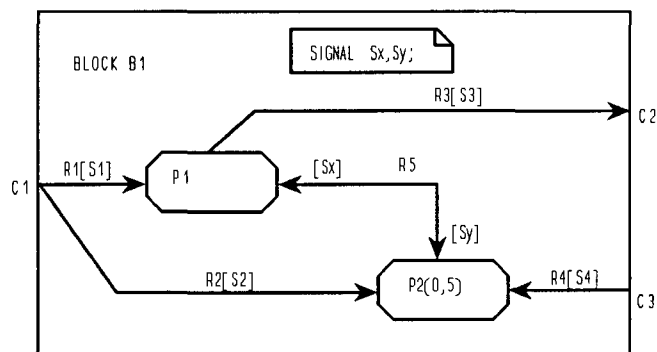 BLOCK B1
SIGNAL Sx,Sy;
R3[S3]
C2
C1
R1[S1]
P1
[Sx]
R5
[Sy]
R2[S2]
P2(0,5)
R4[S4]
C3